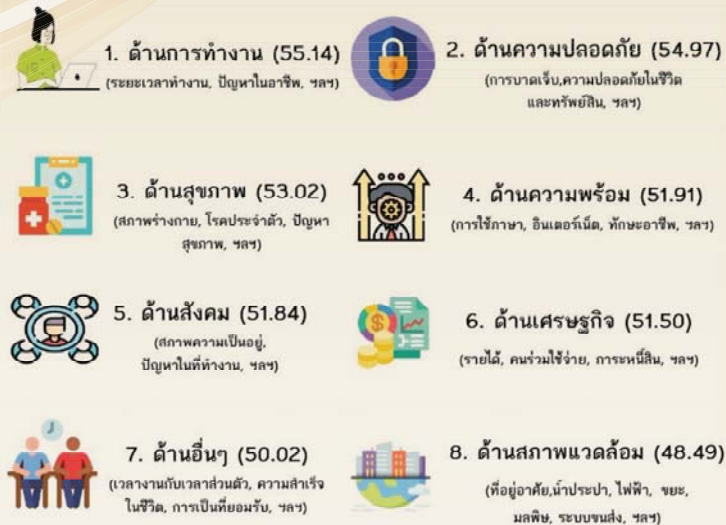 1. ด้านการทำงาน (55.14)
(ระยะเวลาทำงาน, ปัญหาในอาชีพ, ฯลฯ)
2. ด้านความปลอดภัย (54.97)
(การบาดเจ็บ,ความปลอดภัยในชีวิต
และทรัพย์สิน, ฯลฯ)
3. ด้านสุขภาพ (53.02)
(สภาพร่างกาย, โรคประจำตัว, ปัญหา
สุขภาพ, ฯลฯ)
4. ด้านความพร้อม (51.91)
(การใช้ภาษา, อินเตอร์เน็ต, ทักษะอาชีพ, ฯลฯ)
5. ด้านสังคม (51.84)
(สภาพความเป็นอยู่,
ปัญหาในที่ทำงาน, ฯลฯ)
6. ด้านเศรษฐกิจ (51.50)
(รายได้, คนร่วมใช้จ่าย, ภาระหนี้สิน, ฯลฯ)
7. ด้านอื่นๆ (50.02)
(เวลางานกับเวลาส่วนตัว, ความสำเร็จ
ในชีวิต, การเป็นที่ยอมรับ, ฯลฯ)
8. ด้านสภาพแวดล้อม (48.49)
(ที่อยู่อาศัย,น้ำประปา, ไฟฟ้า, ขยะ,
มลพิษ, ระบบขนส่ง, ฯลฯ)